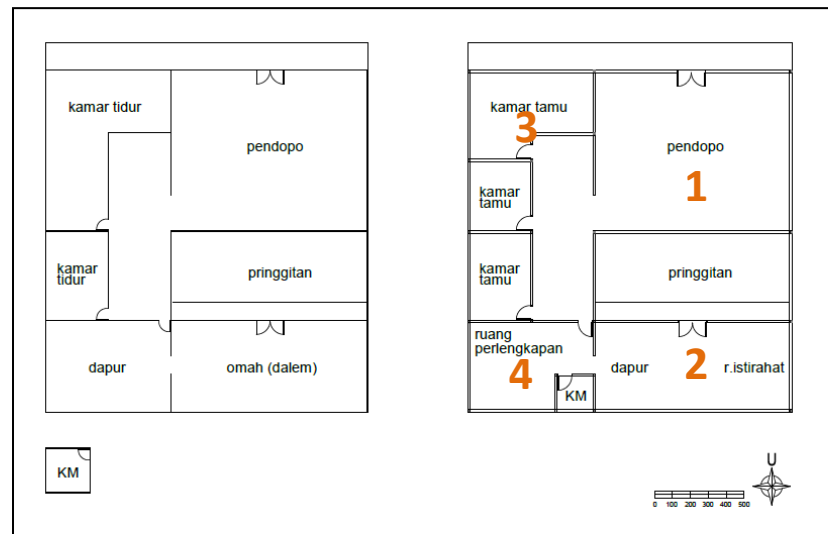 kamar tidur
pendopo
kamar
tidur
pringgitan
dapur
omah (dalem)
KM
kamar tamu
3
pendopo
1
kamar
tamu
kamar
tamu
pringgitan
ruang
perlengkapan
4
dapur
2
r.istirahat
KM
U
0 100 200 300 400 500